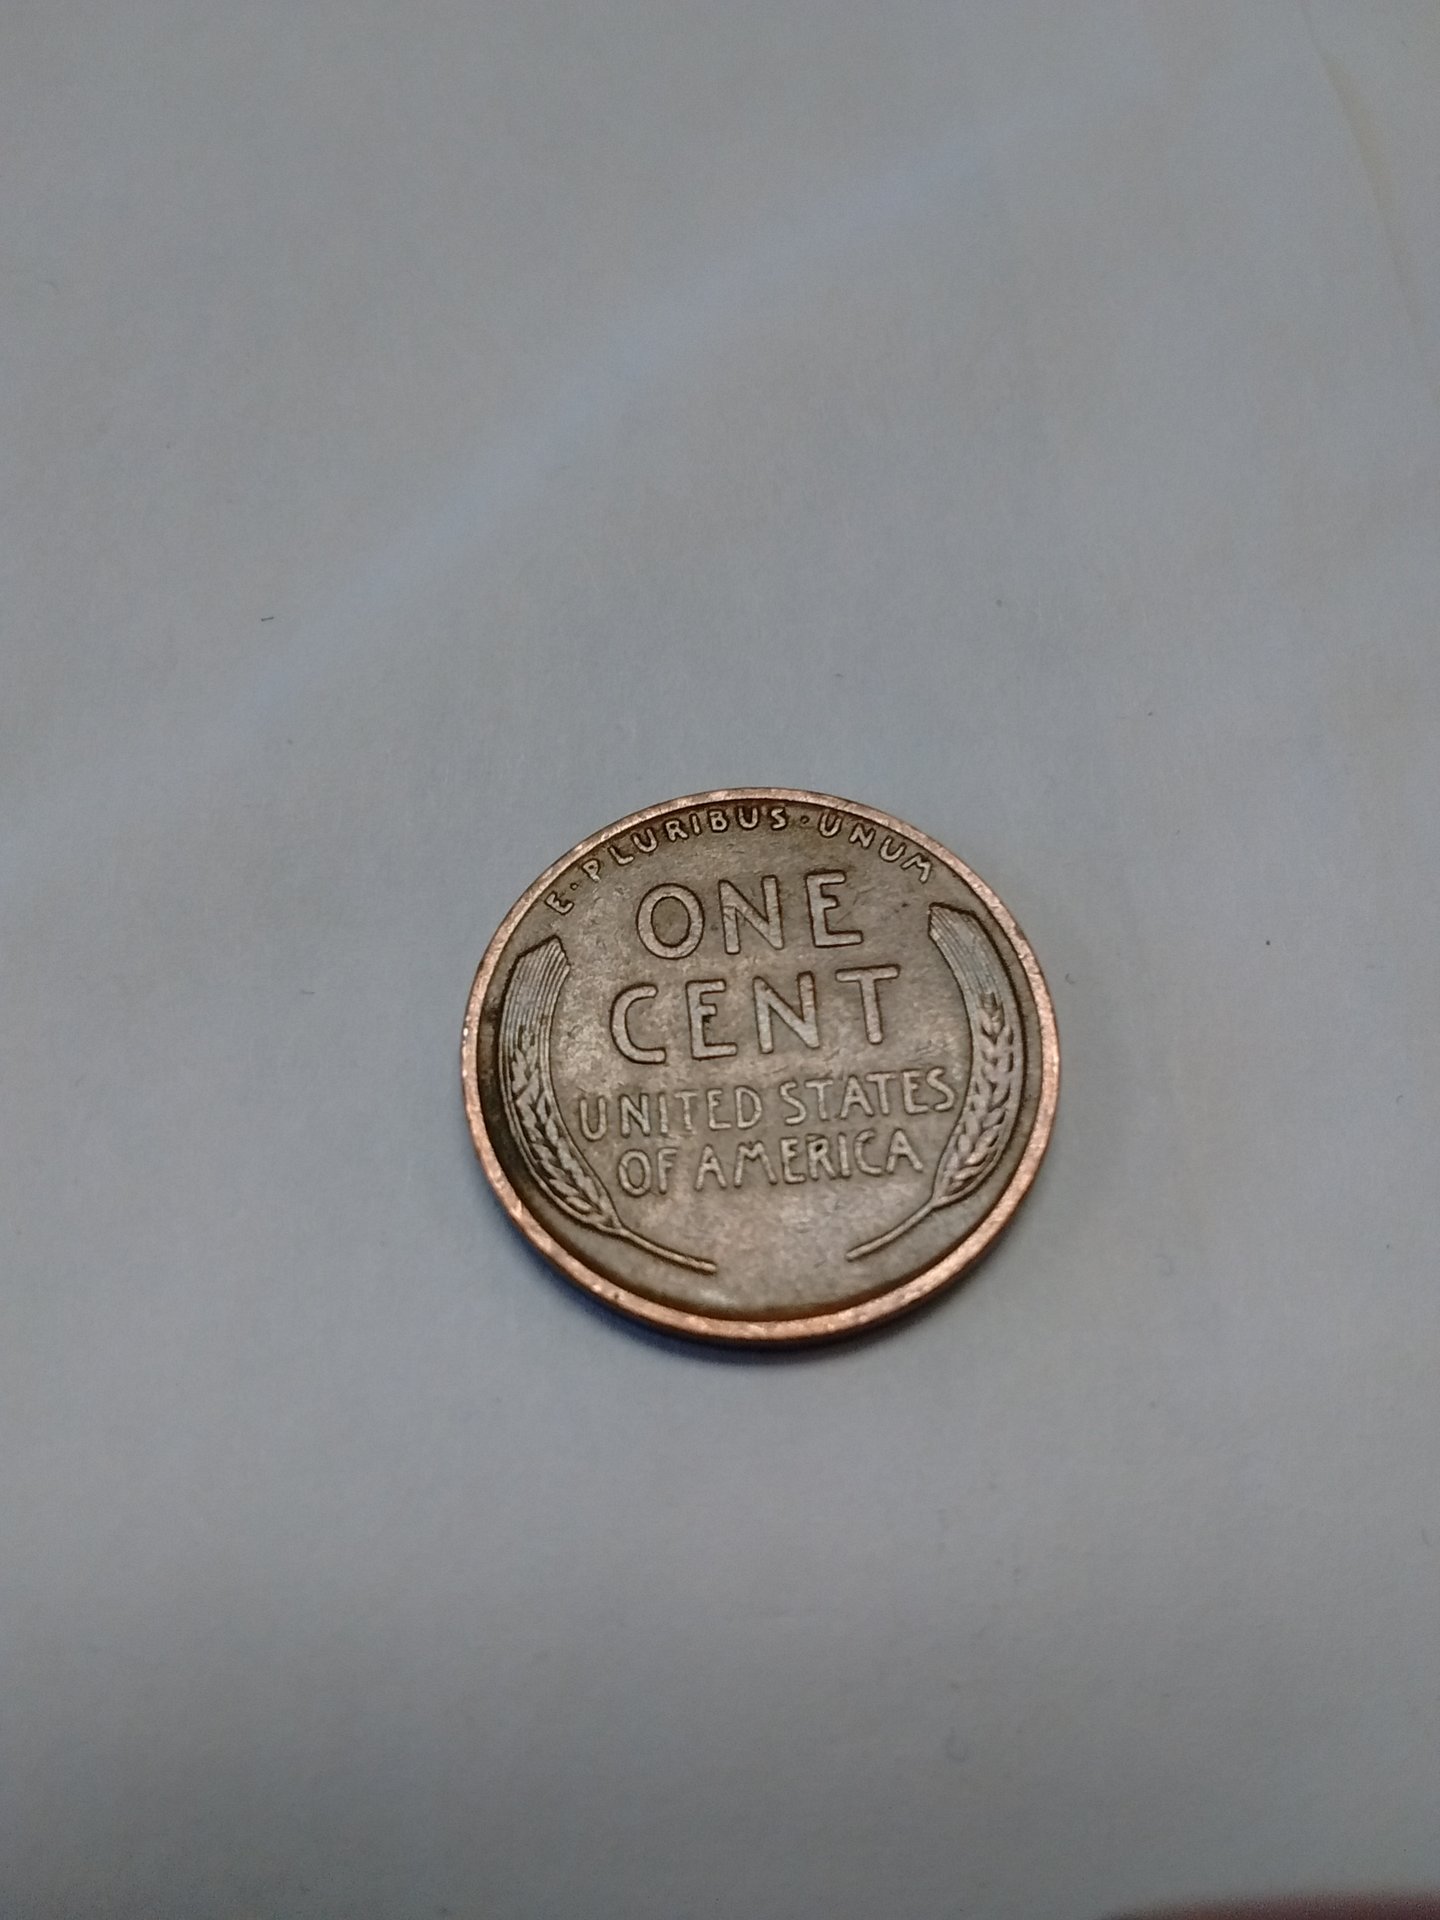 E·PLURIBUS·UNUM
ONE
CENT
UNITED STATES
OF AMERICA